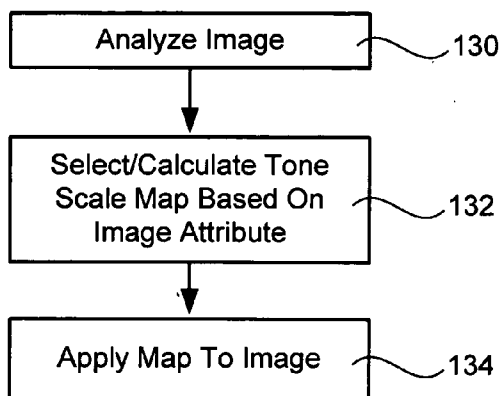 Analyze Image
130
Select/Calculate Tone
Scale Map Based On
Image Attribute
132
Apply Map To Image
134